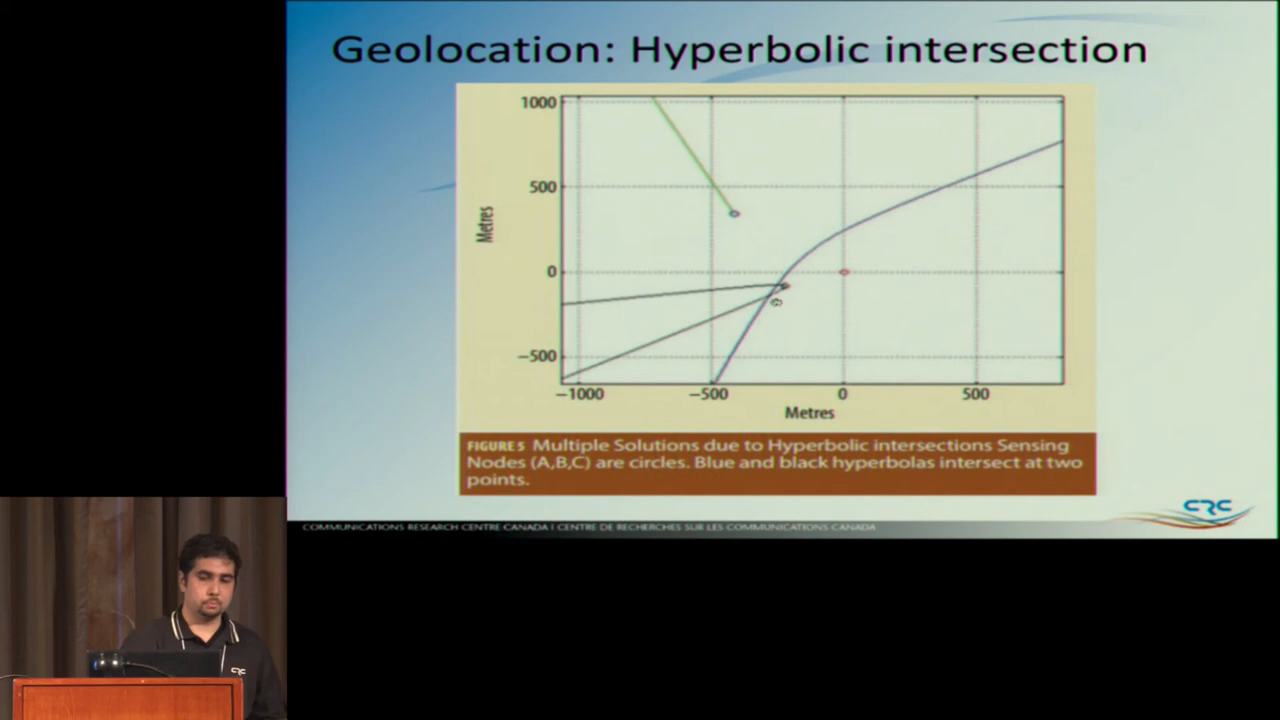 Geolocation: Hyperbolic intersection
1000
500
0
−500
Metres
−1000
−500
0
500
Metres
FIGURE 5 Multiple Solutions due to Hyperbolic intersections Sensing
Nodes (A,B,C) are circles. Blue and black hyperbolas intersect at two
points.
CRC
COMMUNICATIONS RESEARCH CENTRE CANADA | CENTRE DE RECHERCHES SUR LES COMMUNICATIONS CANADA
CRC